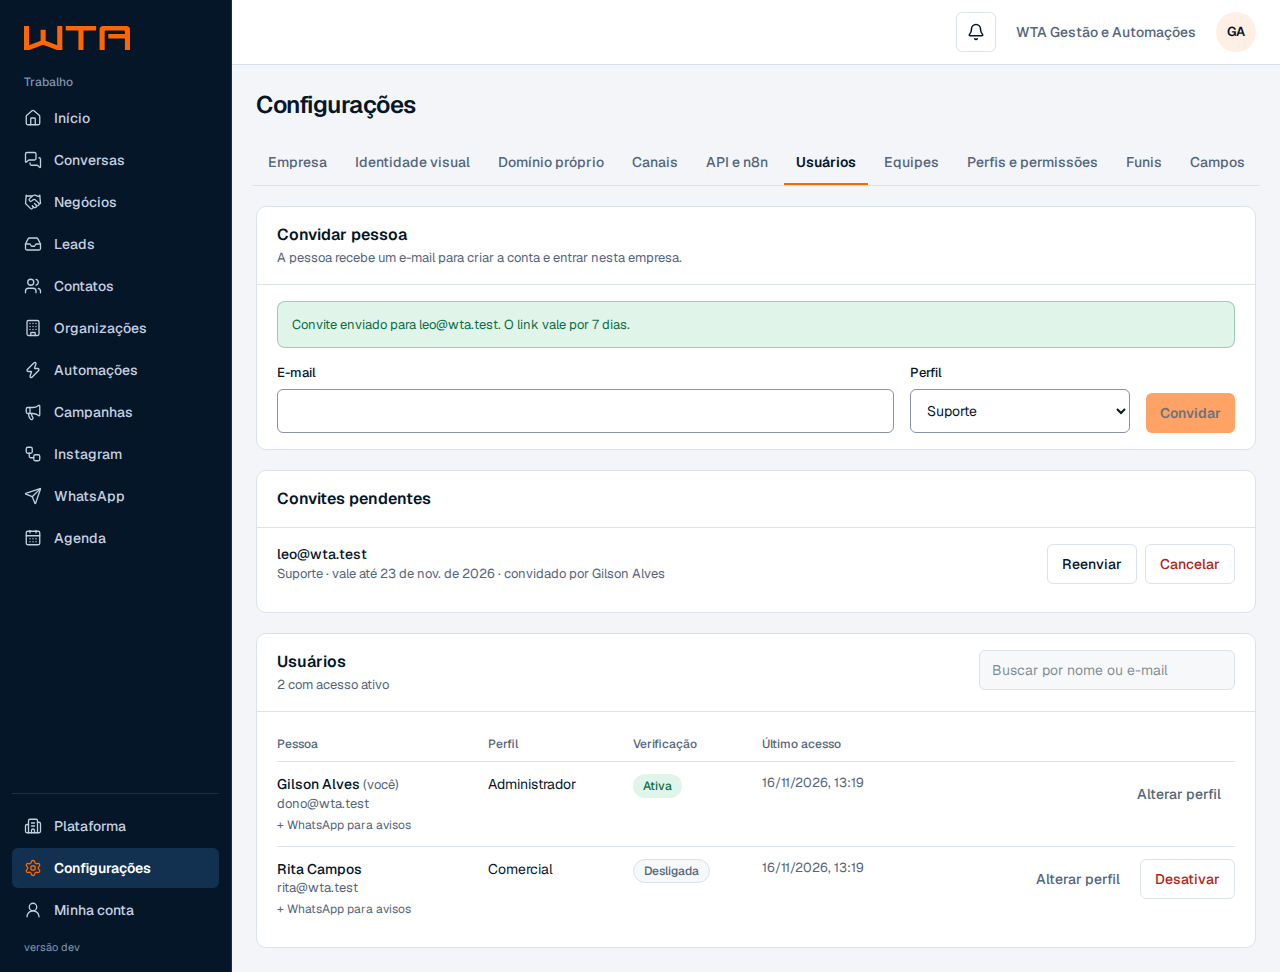 WTA
WTA Gestão e Automações
GA
Trabalho
Início
Conversas
Negócios
Leads
Contatos
Organizações
Automações
Campanhas
Instagram
WhatsApp
Agenda
Plataforma
Configurações
Minha conta
versão dev
Configurações
Empresa
Identidade visual
Domínio próprio
Canais
API e n8n
Usuários
Equipes
Perfis e permissões
Funis
Campos
Convidar pessoa
A pessoa recebe um e-mail para criar a conta e entrar nesta empresa.
Convite enviado para leo@wta.test. O link vale por 7 dias.
E-mail
Perfil
Suporte
Convidar
Convites pendentes
leo@wta.test
Suporte · vale até 23 de nov. de 2026 · convidado por Gilson Alves
Reenviar
Cancelar
Usuários
2 com acesso ativo
Buscar por nome ou e-mail
Pessoa Perfil Verificação Último acesso
Gilson Alves (você) Administrador Ativa 16/11/2026, 13:19 Alterar perfil
dono@wta.test
+ WhatsApp para avisos
Rita Campos Comercial Desligada 16/11/2026, 13:19 Alterar perfil Desativar
rita@wta.test
+ WhatsApp para avisos